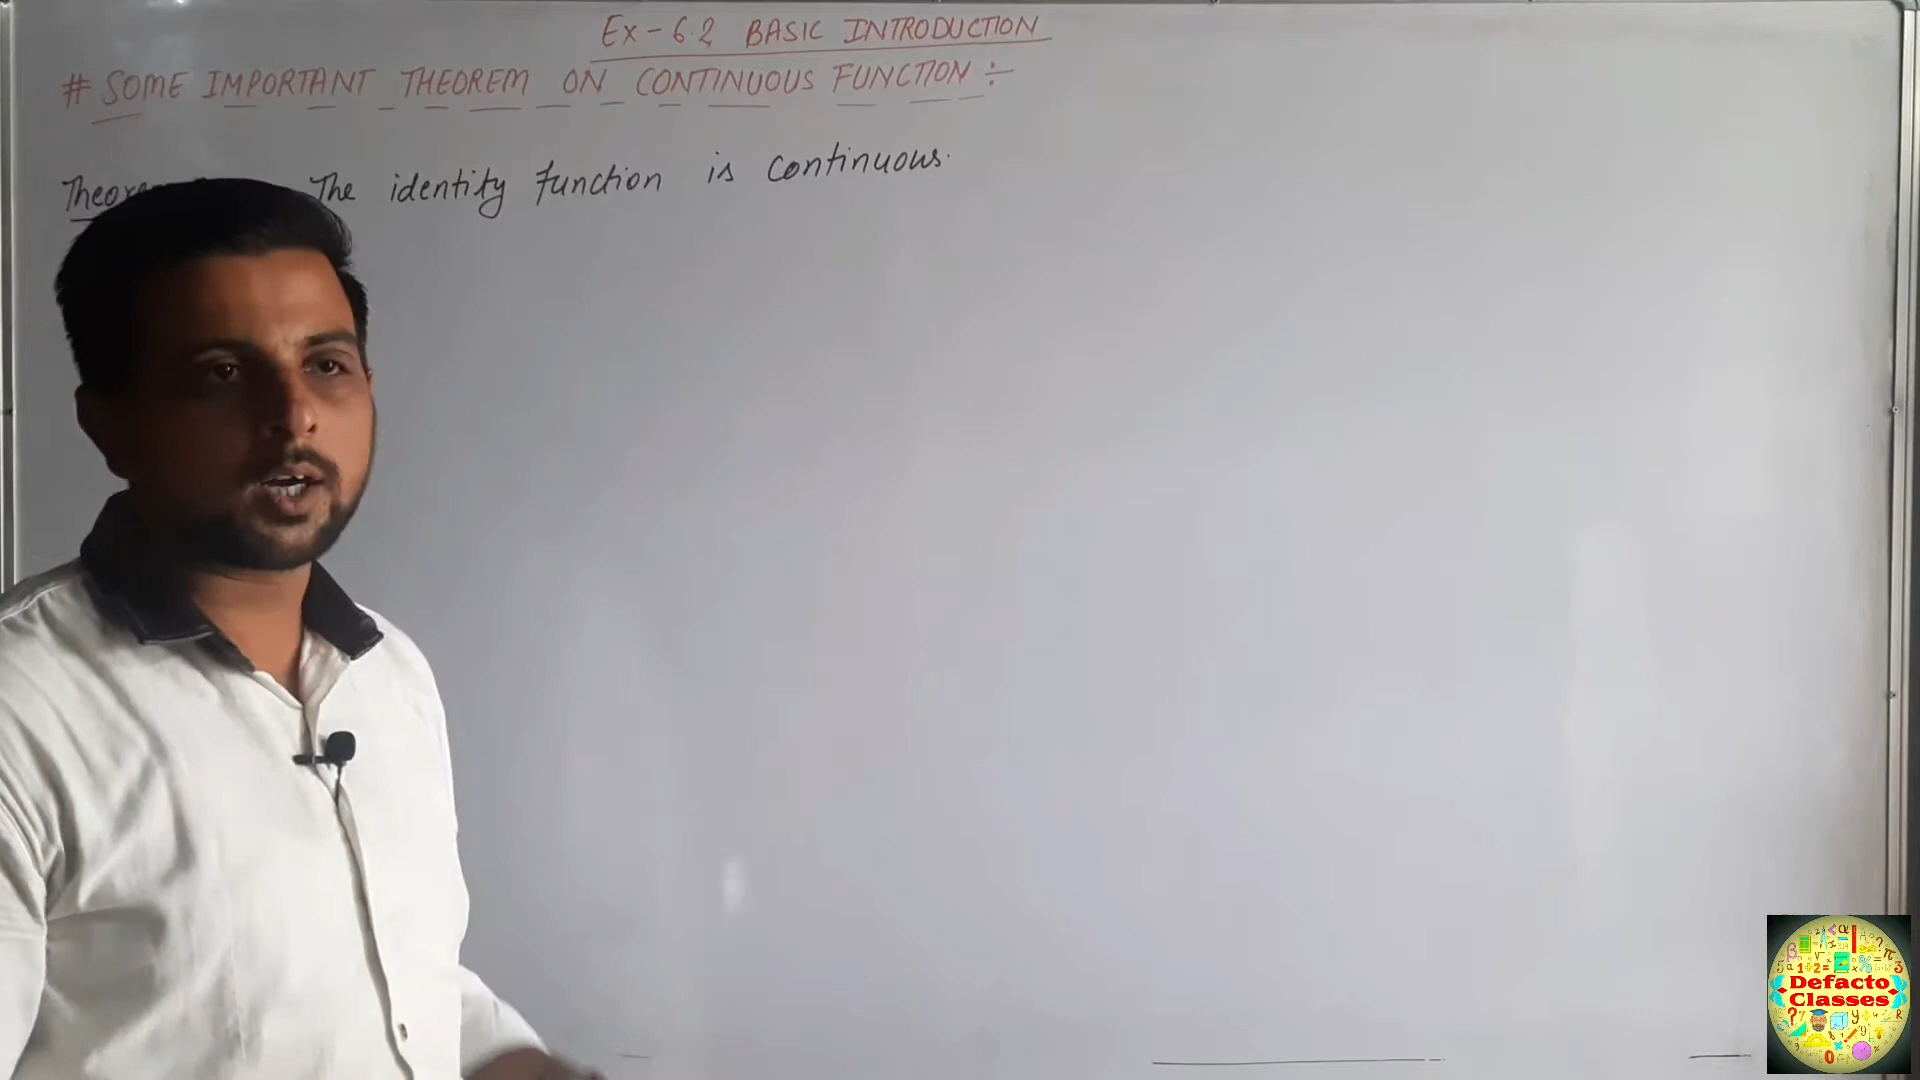 Ex - 6.2 BASIC INTRODUCTION
# SOME IMPORTANT THEOREM ON CONTINUOUS FUNCTION ÷
The identity function is continuous.
Defacto
Classes